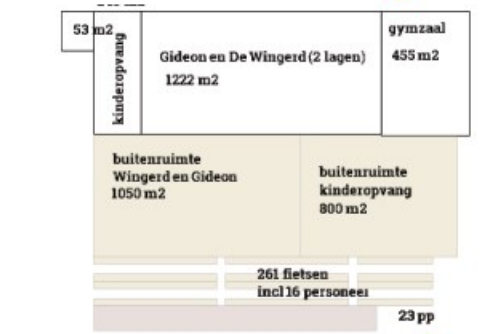 53 m2
kinderopvang
Gideon en De Wingerd (2 lagen)
1222 m2
gymzaal
455 m2
buitenruimte
Wingerd en Gideon
1050 m2
buitenruimte
kinderopvang
800 m2
261 fietsen
incl 16 personeel
23 pp